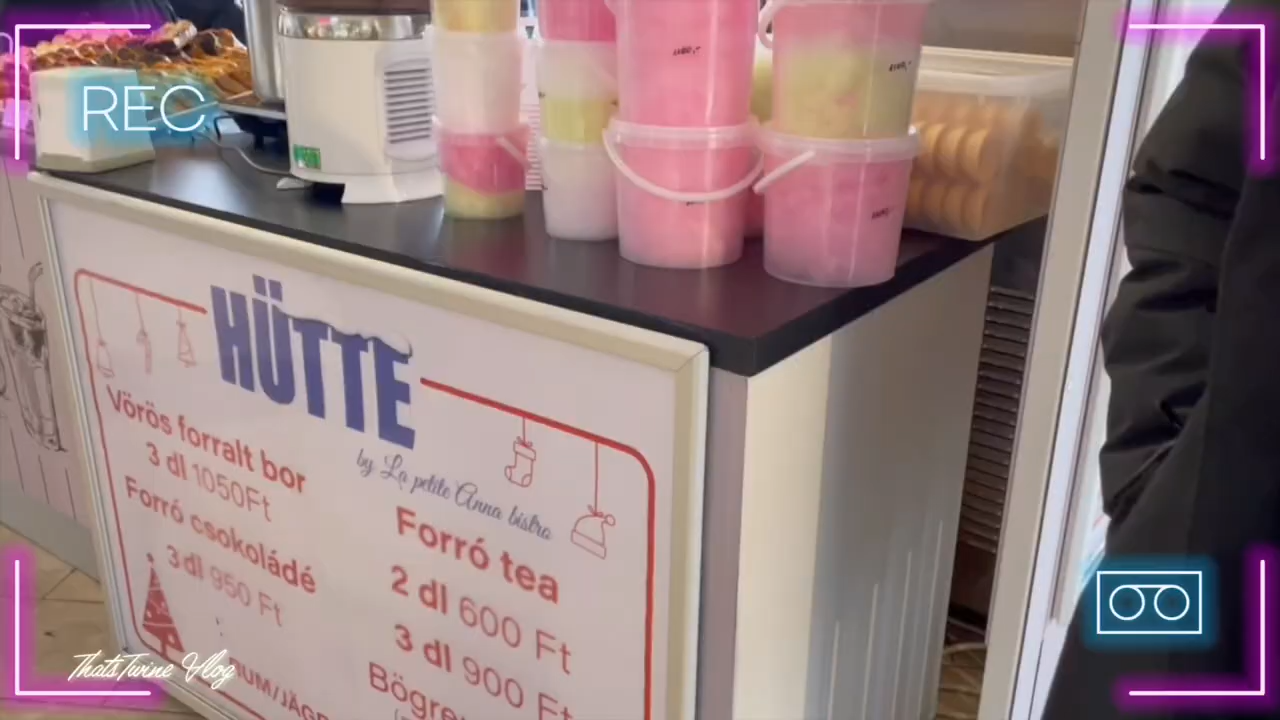 REC
HÜTTE
by La petite Anna bistro
Vörös forralt bor
3 dl 1050Ft
Forró csokoládé
3 dl 950 Ft
Forró tea
2 dl 600 Ft
3 dl 900 Ft
ThatsTwine Vlog